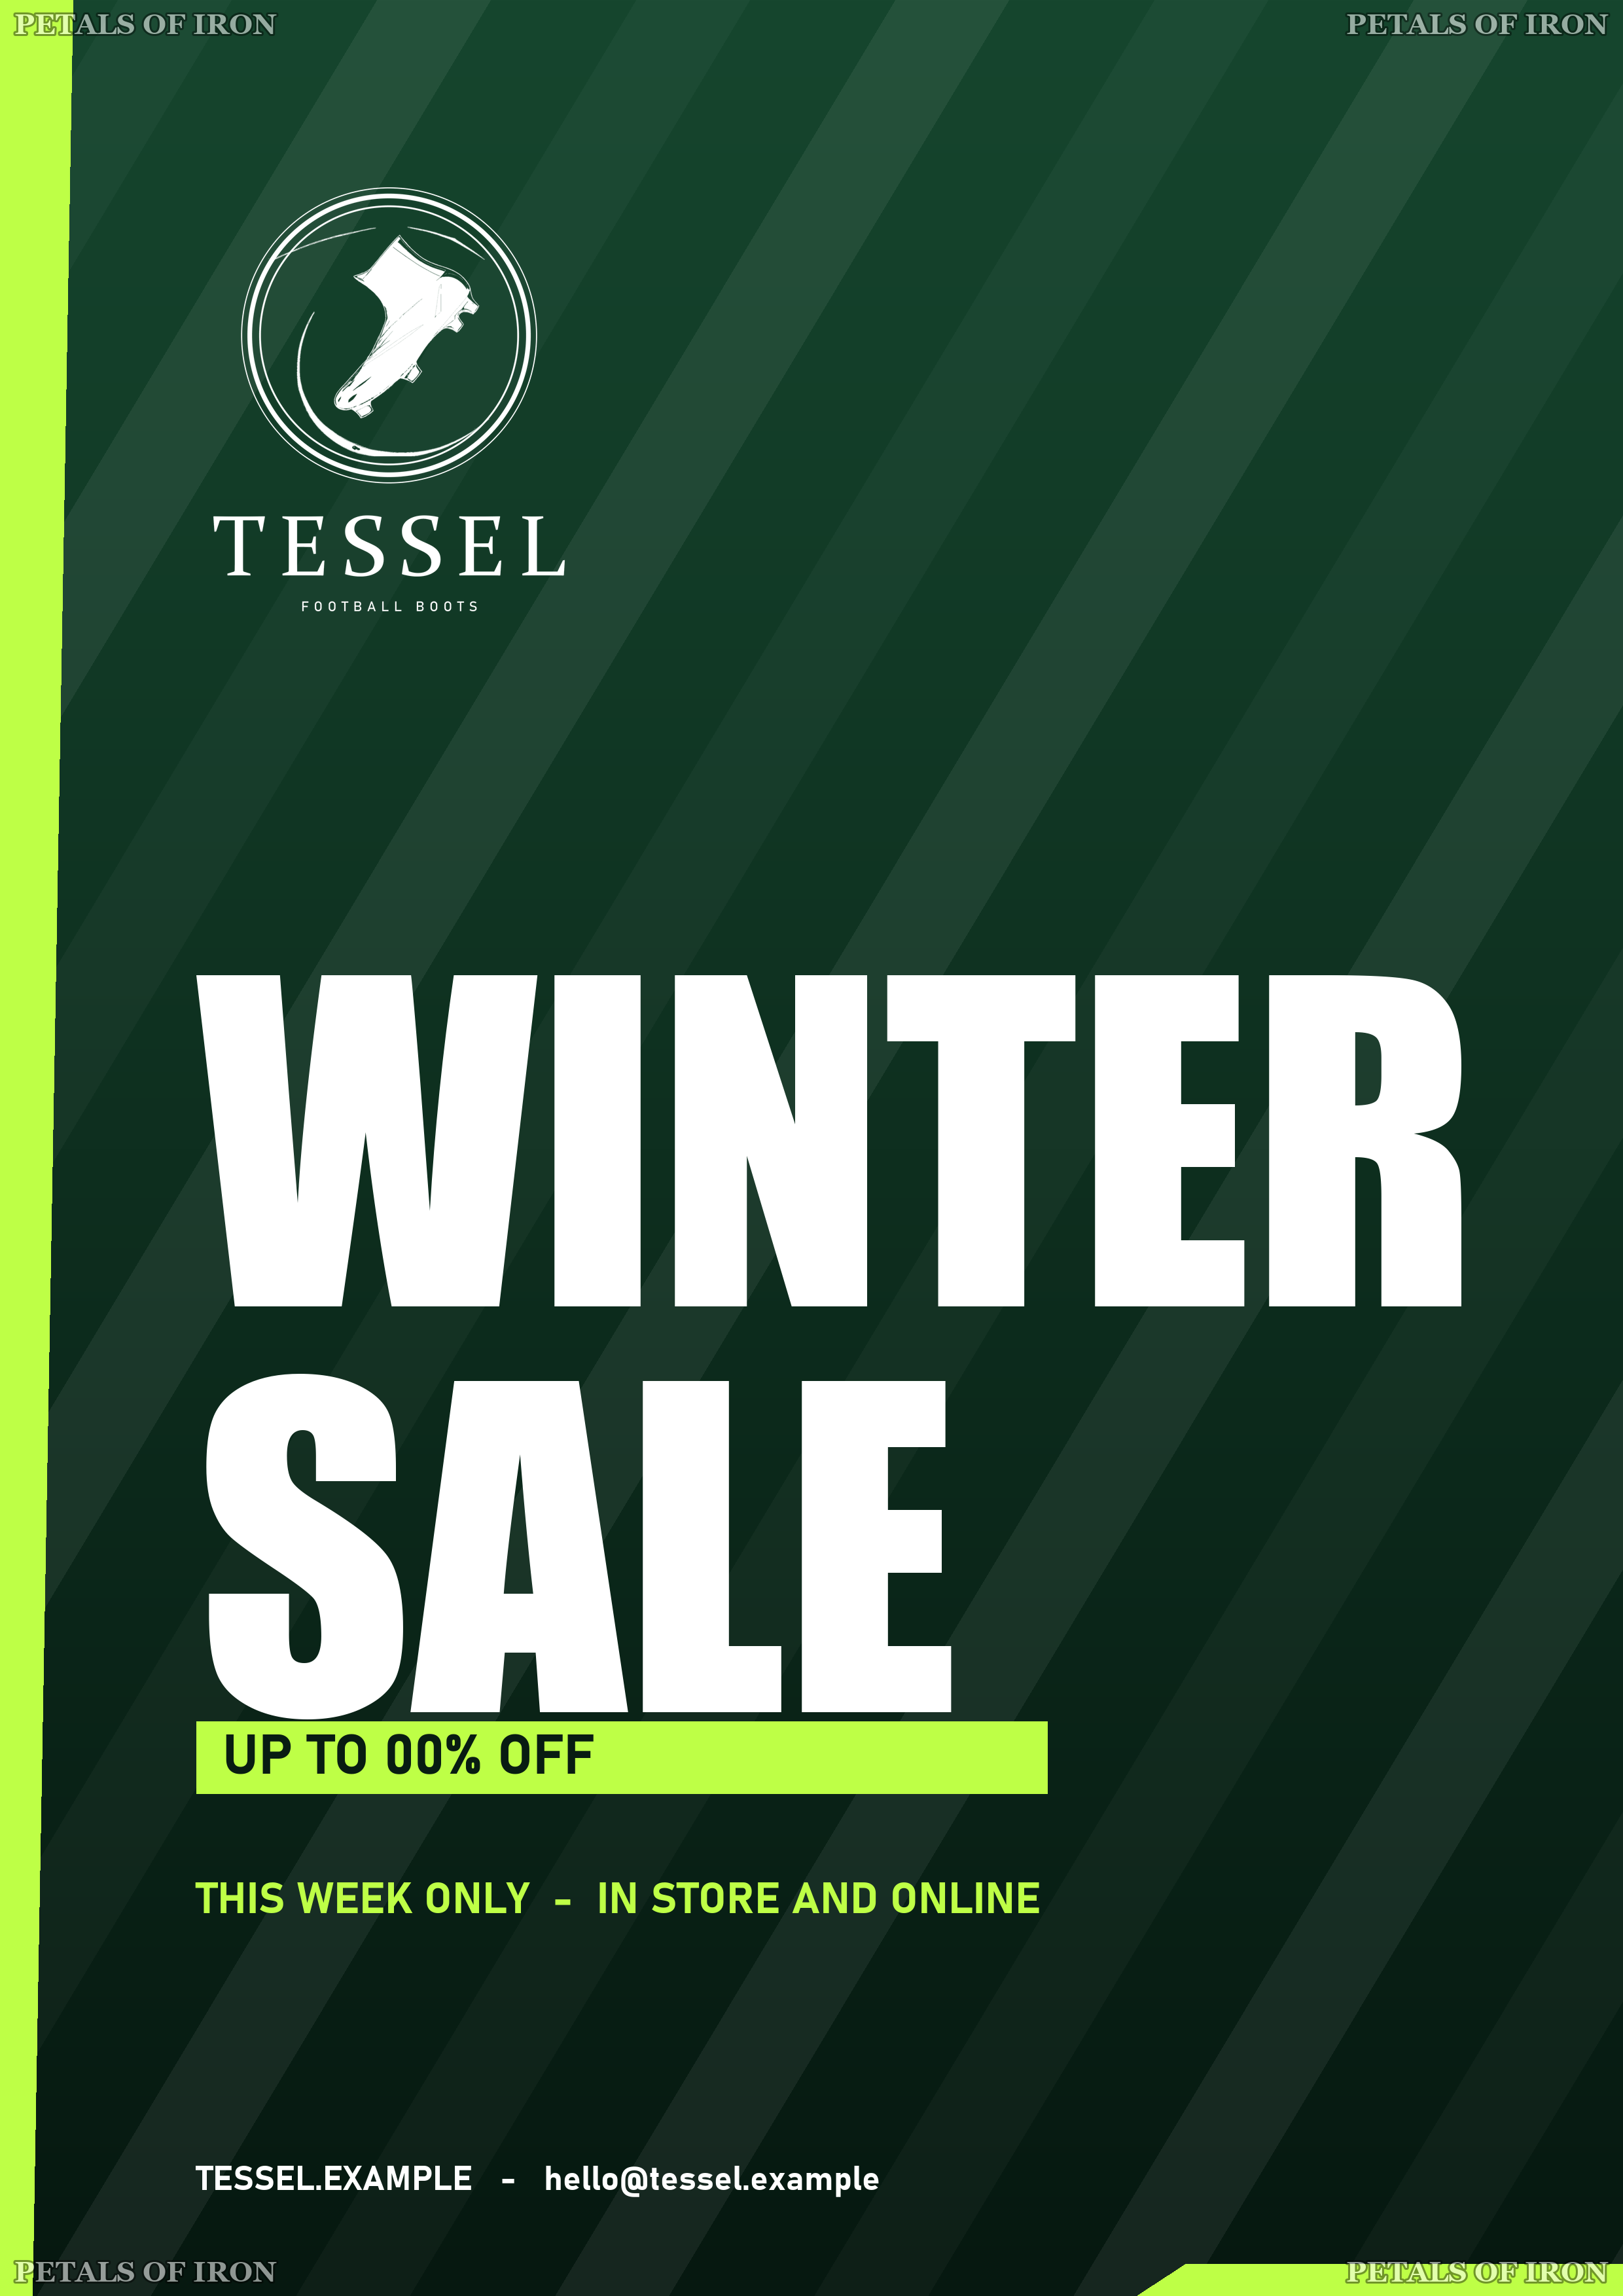 PETALS OF IRON
PETALS OF IRON
TESSEL
FOOTBALL BOOTS
WINTER
SALE
UP TO 00% OFF
THIS WEEK ONLY - IN STORE AND ONLINE
TESSEL.EXAMPLE - hello@tessel.example
PETALS OF IRON
PETALS OF IRON